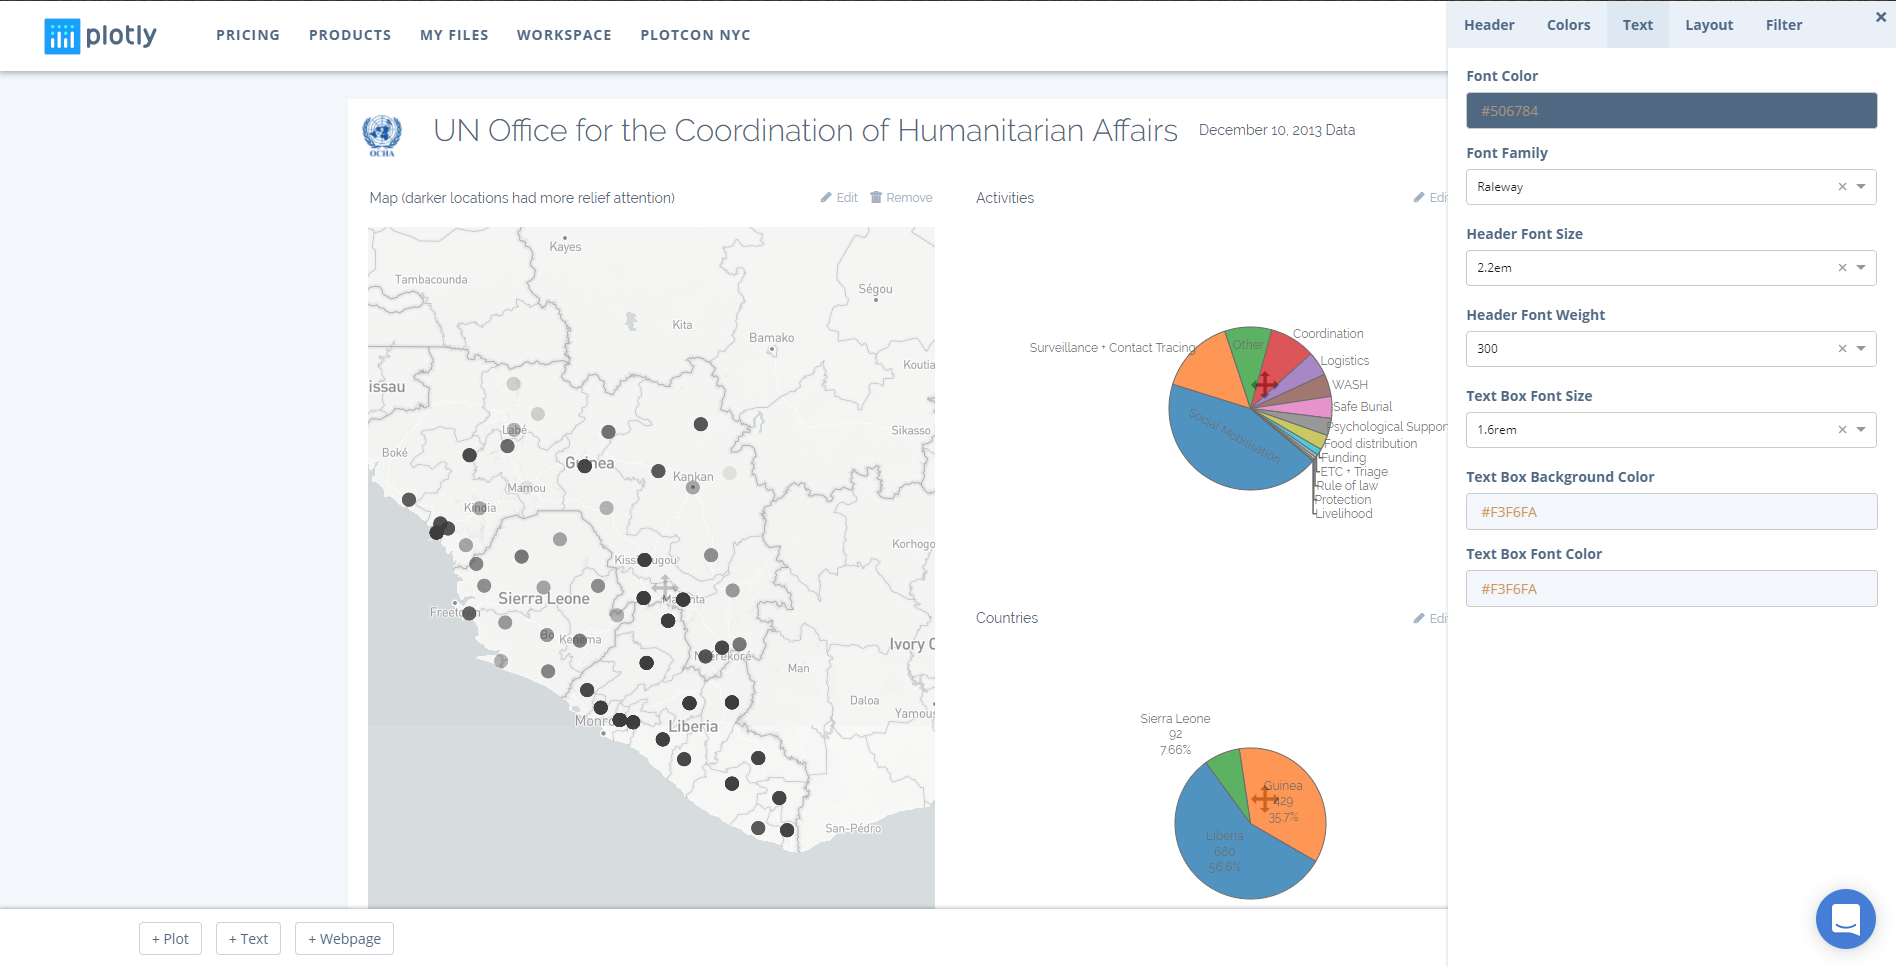 plotly
PRICING PRODUCTS MY FILES WORKSPACE PLOTCON NYC
Header Colors Text Layout Filter
OCHA
UN Office for the Coordination of Humanitarian Affairs December 10, 2013 Data
Map (darker locations had more relief attention)
Edit Remove
Kayes
Tambacounda
Ségou
Kita
Bamako
Koutia
issau
Labé
Sikasso
Boké
Guinea
Kankan
Mamou
Kindia
Korhogo
Kissidougou
Sierra Leone
Macenta
Freetown
Bo Kenema
Nzérékoré
Ivory C
Man
Daloa
Yamous
Monro
Liberia
San-Pédro
Activities
Edi
Coordination
Other
Surveillance + Contact Tracing
Logistics
WASH
Safe Burial
Social Mobilisation
Psychological Suppor
Food distribution
Funding
ETC + Triage
Rule of law
Protection
Livelihood
Countries
Edi
Sierra Leone
92
7.66%
Guinea
429
35.7%
Liberia
680
56.6%
Font Color
#506784
Font Family
Raleway
Header Font Size
2.2em
Header Font Weight
300
Text Box Font Size
1.6rem
Text Box Background Color
#F3F6FA
Text Box Font Color
#F3F6FA
+ Plot + Text + Webpage